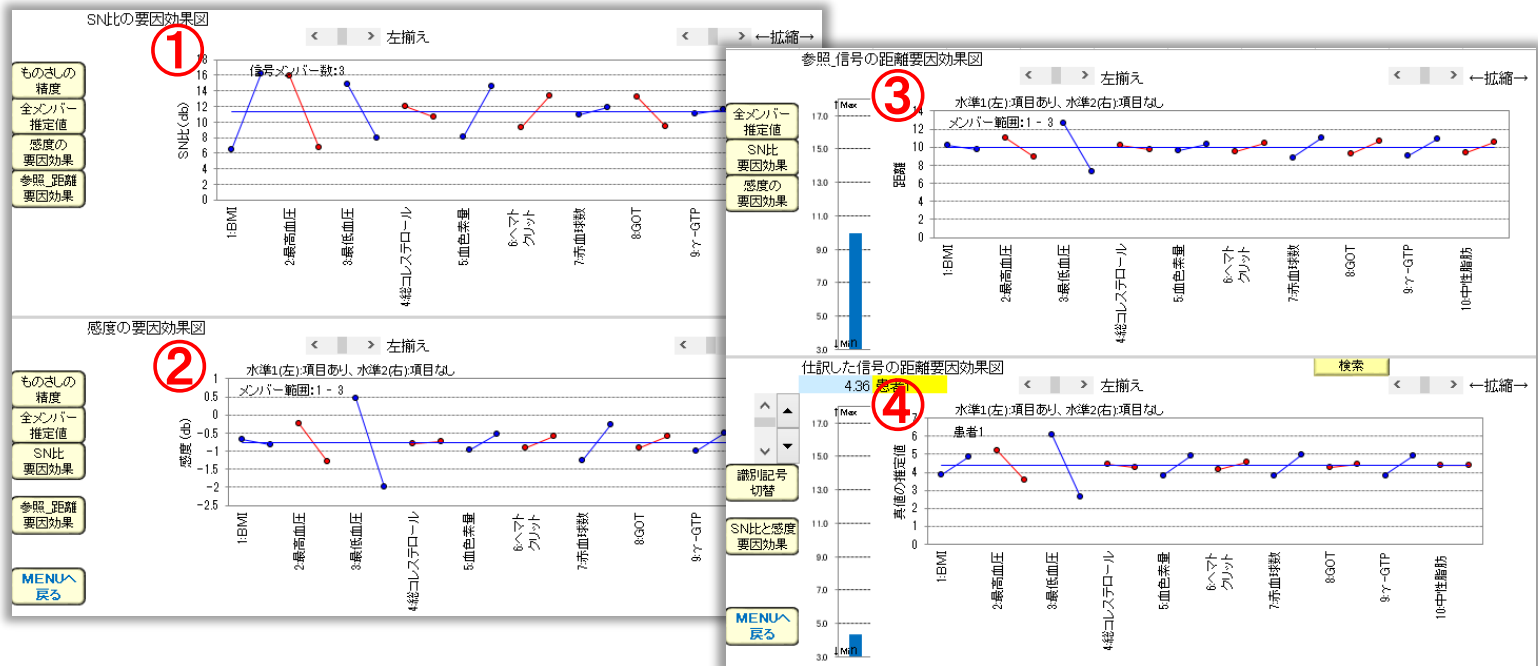 SN比の要因効果図
①
< > 左揃え
< > ←拡縮→
ものさしの
精度
全メンバー
推定値
感度の
要因効果
参照_距離
要因効果
信号メンバー数:3
SN比(db)
18
16
14
12
10
8
6
4
2
0
1:BMI
2:最高血圧
3:最低血圧
4:総コレステロール
5:血色素量
6:ヘマト
クリット
7:赤血球数
8:GOT
9:γ-GTP
感度の要因効果図
②
< > 左揃え
<
水準1(左):項目あり、水準2(右):項目なし
メンバー範囲:1 - 3
ものさしの
精度
全メンバー
推定値
SN比
要因効果
参照_距離
要因効果
MENUへ
戻る
感度(db)
1
0.5
0
-0.5
-1
-1.5
-2
-2.5
1:BMI
2:最高血圧
3:最低血圧
4:総コレステロール
5:血色素量
6:ヘマト
クリット
7:赤血球数
8:GOT
9:γ-GTP
参照_信号の距離要因効果図
③
< > 左揃え
< > ←拡縮→
水準1(左):項目あり、水準2(右):項目なし
メンバー範囲:1 - 3
全メンバー
推定値
SN比
要因効果
感度の
要因効果
↑Max
17.0
15.0
13.0
11.0
9.0
7.0
5.0
3.0
↓Min
距離
14
12
10
8
6
4
2
0
1:BMI
2:最高血圧
3:最低血圧
4:総コレステロール
5:血色素量
6:ヘマト
クリット
7:赤血球数
8:GOT
9:γ-GTP
10:中性脂肪
仕訳した信号の距離要因効果図
検索
4.36 患者1
④
< > 左揃え
< > ←拡縮→
水準1(左):項目あり、水準2(右):項目なし
患者1
識別記号
切替
SN比と感度
要因効果
MENUへ
戻る
↑Max
17.0
15.0
13.0
11.0
9.0
7.0
5.0
3.0
↓Min
真値の推定値
7
6
5
4
3
2
1
0
1:BMI
2:最高血圧
3:最低血圧
4:総コレステロール
5:血色素量
6:ヘマト
クリット
7:赤血球数
8:GOT
9:γ-GTP
10:中性脂肪